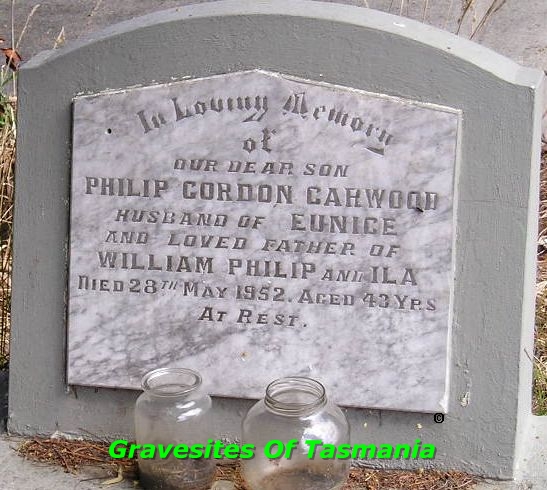 In Loving Memory
of
OUR DEAR SON
PHILIP GORDON GARWOOD
HUSBAND OF EUNICE
AND LOVED FATHER OF
WILLIAM PHILIP AND ILA
DIED 28TH MAY 1952. AGED 43 YRS
AT REST.
©
Gravesites Of Tasmania